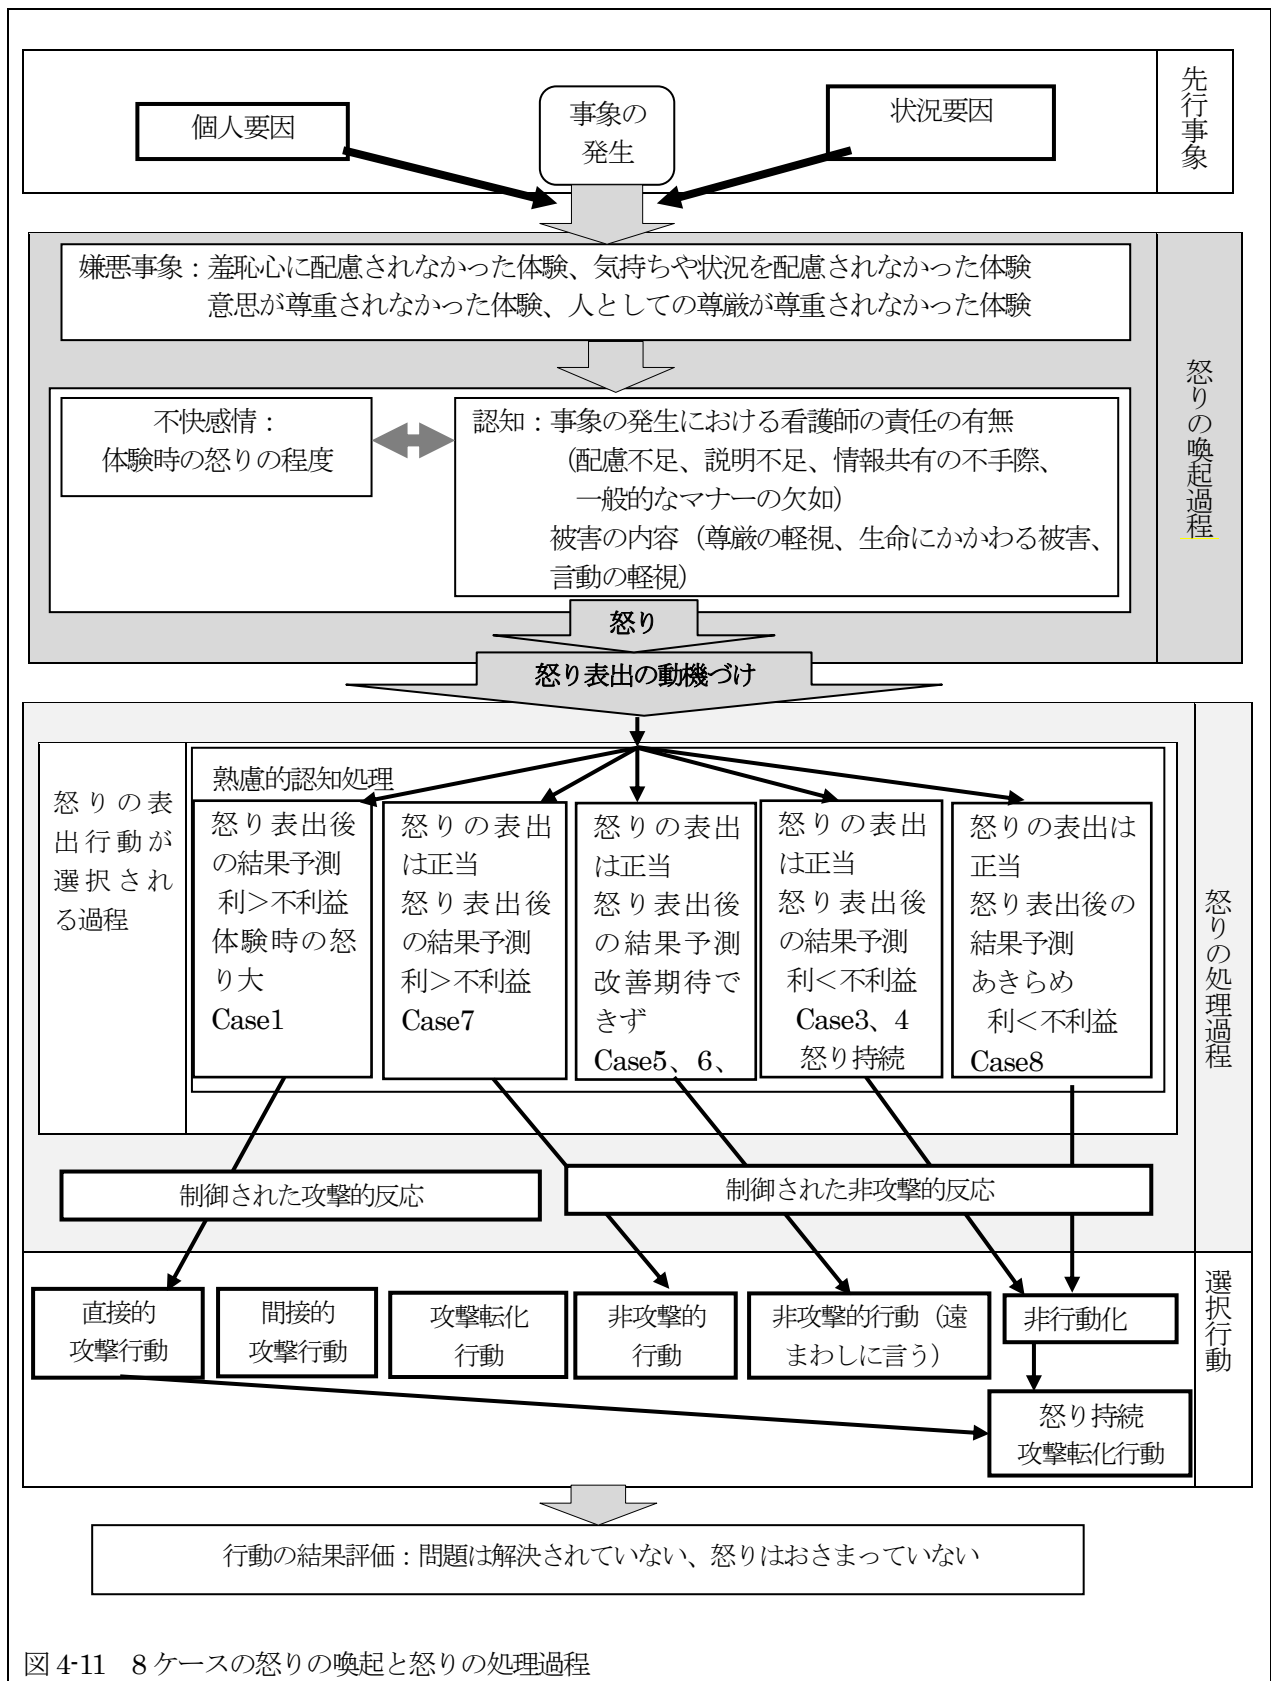 先行事象
個人要因
事象の
発生
状況要因
怒りの喚起過程
嫌悪事象：羞恥心に配慮されなかった体験、気持ちや状況を配慮されなかった体験
意思が尊重されなかった体験、人としての尊厳が尊重されなかった体験
不快感情：
体験時の怒りの程度
認知：事象の発生における看護師の責任の有無
（配慮不足、説明不足、情報共有の不手際、
一般的なマナーの欠如）
被害の内容（尊厳の軽視、生命にかかわる被害、
言動の軽視）
怒り
怒り表出の動機づけ
怒りの処理過程
怒りの表
出行動が
選択され
る過程
熟慮的認知処理
怒り表出後
の結果予測
利＞不利益
体験時の怒
り大
Case1
怒りの表出
は正当
怒り表出後
の結果予測
利＞不利益
Case7
怒りの表出
は正当
怒り表出後
の結果予測
改善期待で
きず
Case5、6、
怒りの表出
は正当
怒り表出後
の結果予測
利＜不利益
Case3、4
怒り持続
怒りの表出は
正当
怒り表出後の
結果予測
あきらめ
利＜不利益
Case8
制御された攻撃的反応
制御された非攻撃的反応
選択行動
直接的
攻撃行動
間接的
攻撃行動
攻撃転化
行動
非攻撃的
行動
非攻撃的行動（遠
まわしに言う）
非行動化
怒り持続
攻撃転化行動
行動の結果評価：問題は解決されていない、怒りはおさまっていない
図 4-11　8 ケースの怒りの喚起と怒りの処理過程